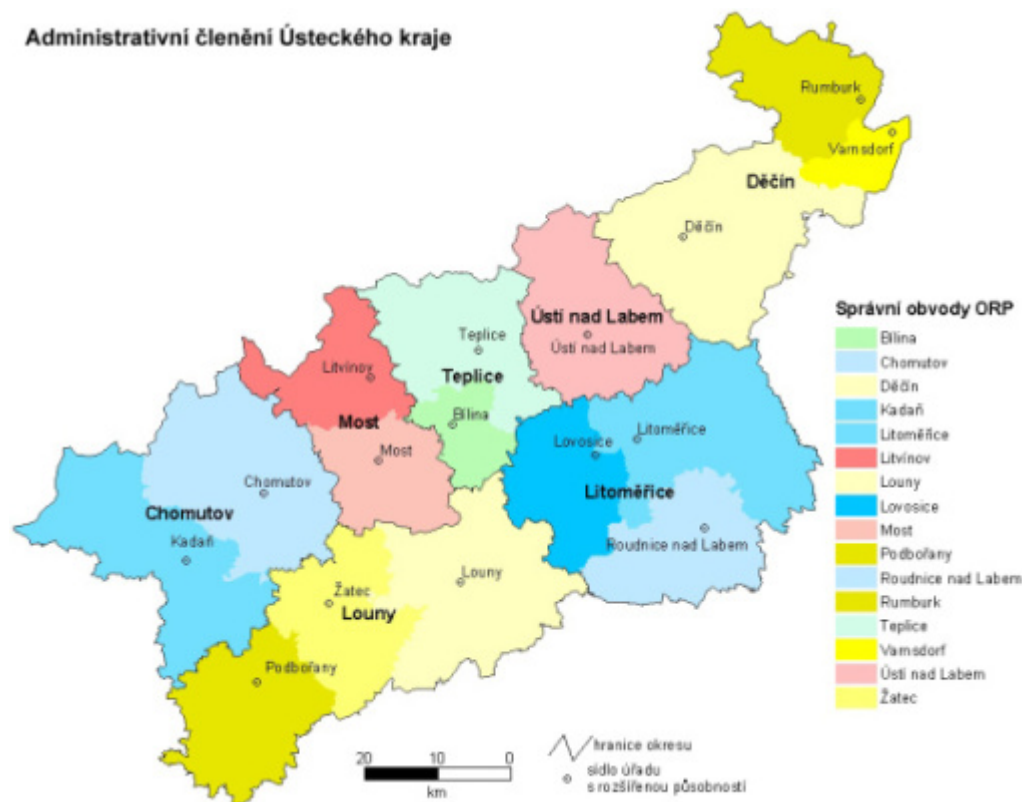 Administrativní členění Ústeckého kraje
Rumburk
Varnsdorf
Děčín
Děčín
Ústí nad Labem
Ústí nad Labem
Teplice
Teplice
Litvínov
Most
Bílina
Most
Lovosice
Litoměřice
Litoměřice
Chomutov
Chomutov
Roudnice nad Labem
Kadaň
Louny
Žatec
Louny
Podbořany
Správní obvody ORP
Bílina
Chomutov
Děčín
Kadaň
Litoměřice
Litvínov
Louny
Lovosice
Most
Podbořany
Roudnice nad Labem
Rumburk
Teplice
Varnsdorf
Ústí nad Labem
Žatec
20 10 0
km
hranice okresu
sídlo úřadu
s rozšířenou působností